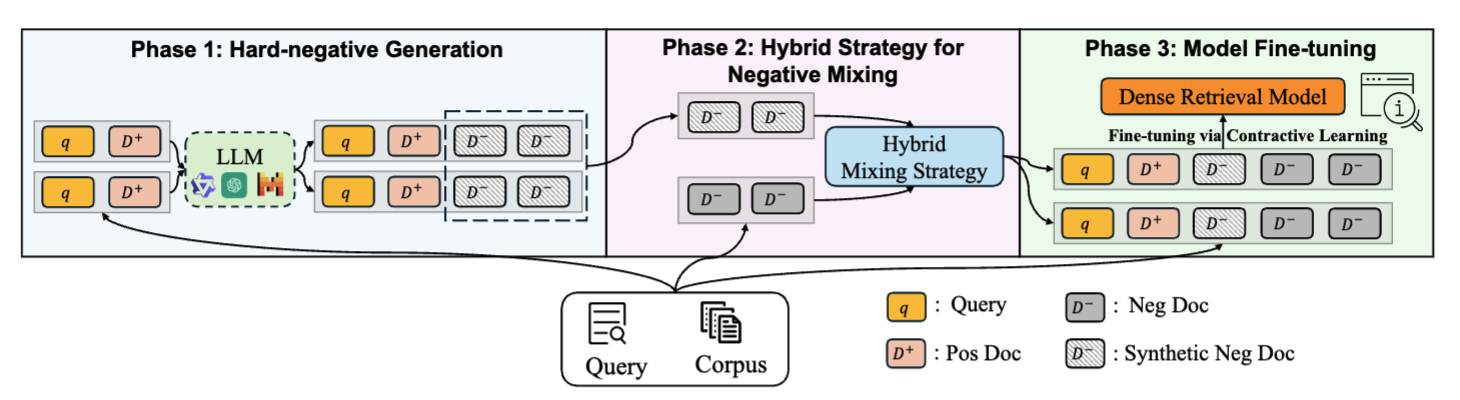 Phase 1: Hard-negative Generation
q D+
q D+
LLM
q D+ D− D−
q D+ D− D−
Phase 2: Hybrid Strategy for
Negative Mixing
D− D−
D− D−
Hybrid
Mixing Strategy
Phase 3: Model Fine-tuning
Dense Retrieval Model
i
Fine-tuning via Contractive Learning
q D+ D− D− D−
q D+ D− D− D−
Query
Corpus
q : Query
D− : Neg Doc
D+ : Pos Doc
D− : Synthetic Neg Doc